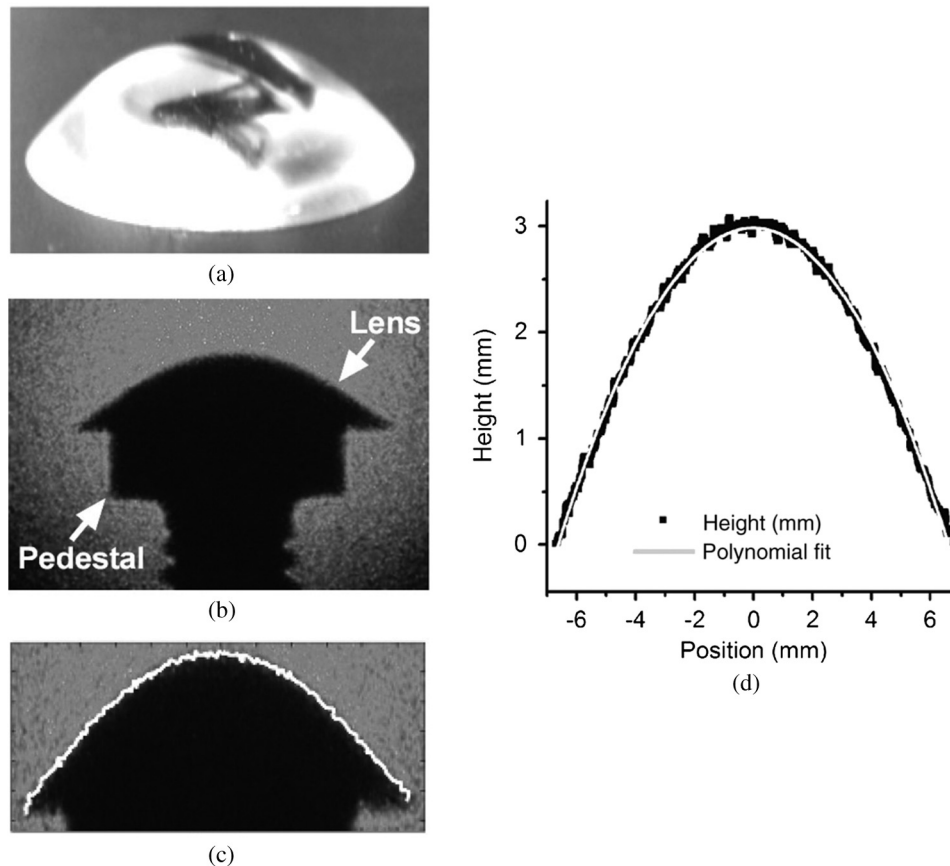 (a)
Lens
Pedestal
(b)
(c)
3
2
1
0
Height (mm)
Height (mm)
Polynomial fit
-6 -4 -2 0 2 4 6
Position (mm)
(d)